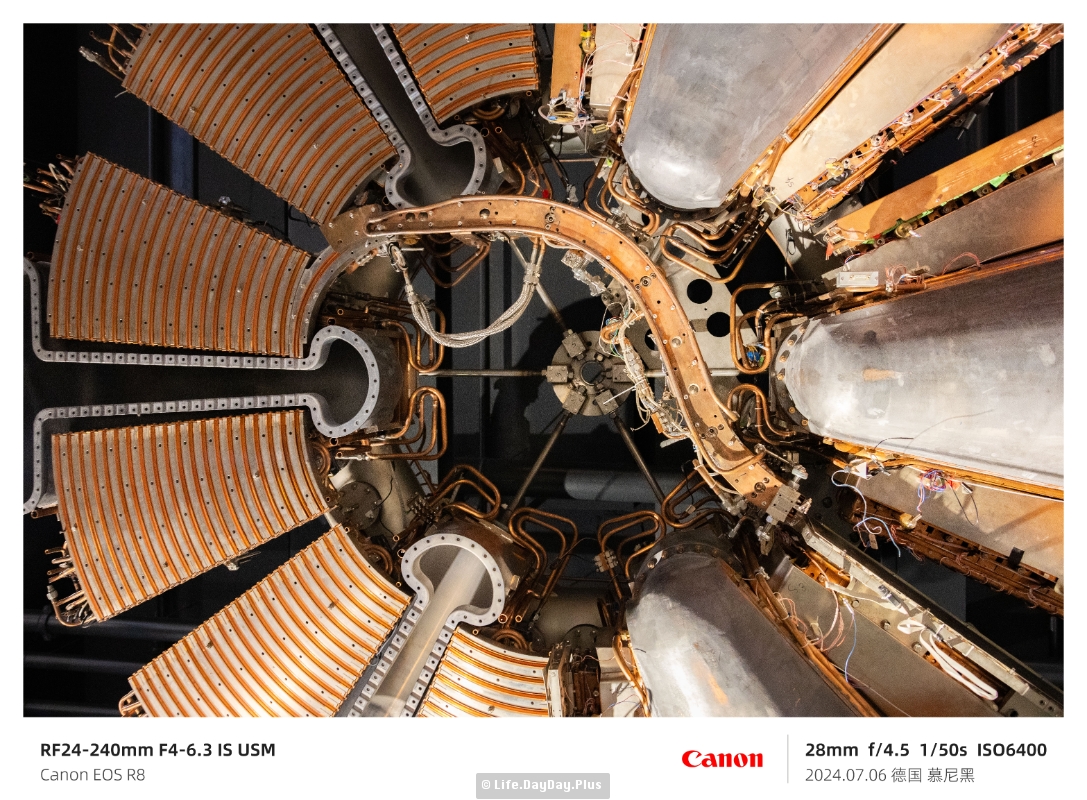 RF24-240mm F4-6.3 IS USM
Canon EOS R8
Canon
28mm f/4.5 1/50s ISO6400
2024.07.06 德国 慕尼黑
© Life.DayDay.Plus